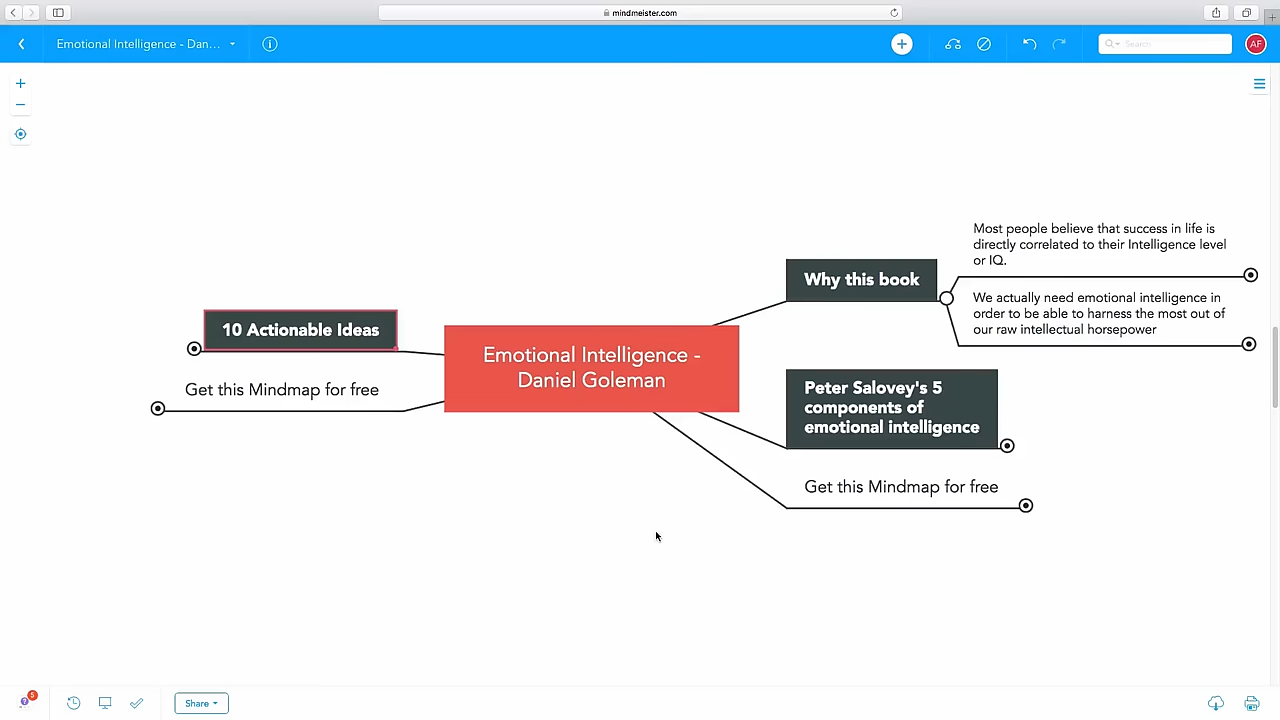 mindmeister.com
Emotional Intelligence - Dan...
Search
AF
Most people believe that success in life is
directly correlated to their Intelligence level
or IQ.
Why this book
We actually need emotional intelligence in
order to be able to harness the most out of
our raw intellectual horsepower
10 Actionable Ideas
Emotional Intelligence -
Daniel Goleman
Get this Mindmap for free
Peter Salovey's 5
components of
emotional intelligence
Get this Mindmap for free
5
Share